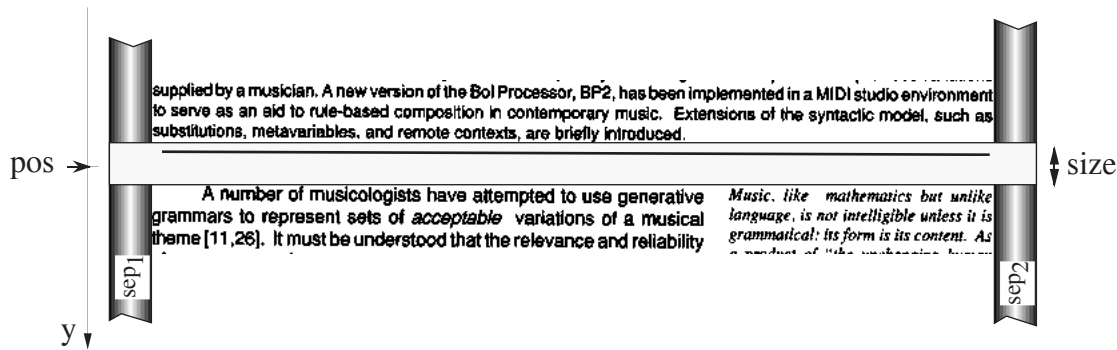 supplied by a musician. A new version of the Bol Processor, BP2, has been implemented in a MIDI studio environment
to serve as an aid to rule-based composition in contemporary music. Extensions of the syntactic model, such as
substitutions, metavariables, and remote contexts, are briefly introduced.
pos
size
A number of musicologists have attempted to use generative
grammars to represent sets of acceptable variations of a musical
theme [11,26]. It must be understood that the relevance and reliability
Music, like mathematics but unlike
language, is not intelligible unless it is
grammatical: its form is its content. As
a product of "the unchanging human
sep1
sep2
y